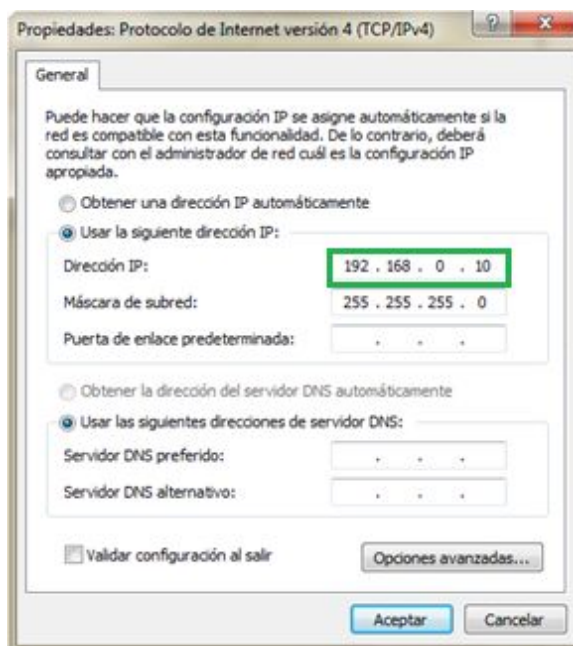 Propiedades: Protocolo de Internet versión 4 (TCP/IPv4)
General
Puede hacer que la configuración IP se asigne automáticamente si la
red es compatible con esta funcionalidad. De lo contrario, deberá
consultar con el administrador de red cuál es la configuración IP
apropiada.
Obtener una dirección IP automáticamente
Usar la siguiente dirección IP:
Dirección IP: 192 . 168 . 0 . 10
Máscara de subred: 255 . 255 . 255 . 0
Puerta de enlace predeterminada: . . .
Obtener la dirección del servidor DNS automáticamente
Usar las siguientes direcciones de servidor DNS:
Servidor DNS preferido: . . .
Servidor DNS alternativo: . . .
Validar configuración al salir Opciones avanzadas...
Aceptar Cancelar